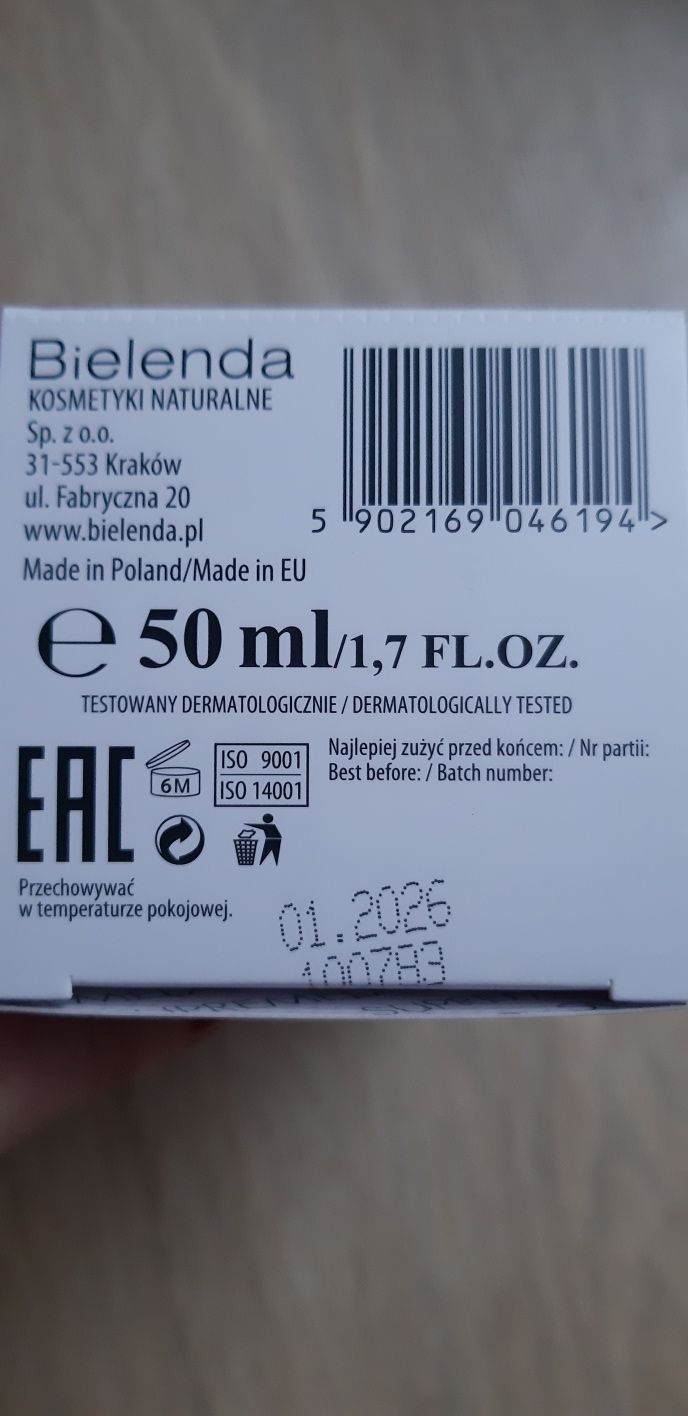 Bielenda
KOSMETYKI NATURALNE
Sp. z o.o.
31-553 Kraków
ul. Fabryczna 20
www.bielenda.pl
Made in Poland/Made in EU
5 902169 046194 >
℮ 50 ml/1,7 FL.OZ.
TESTOWANY DERMATOLOGICZNIE / DERMATOLOGICALLY TESTED
EAC
6M
ISO 9001
ISO 14001
Najlepiej zużyć przed końcem: / Nr partii:
Best before: / Batch number:
Przechowywać
w temperaturze pokojowej.
01.2026
100783